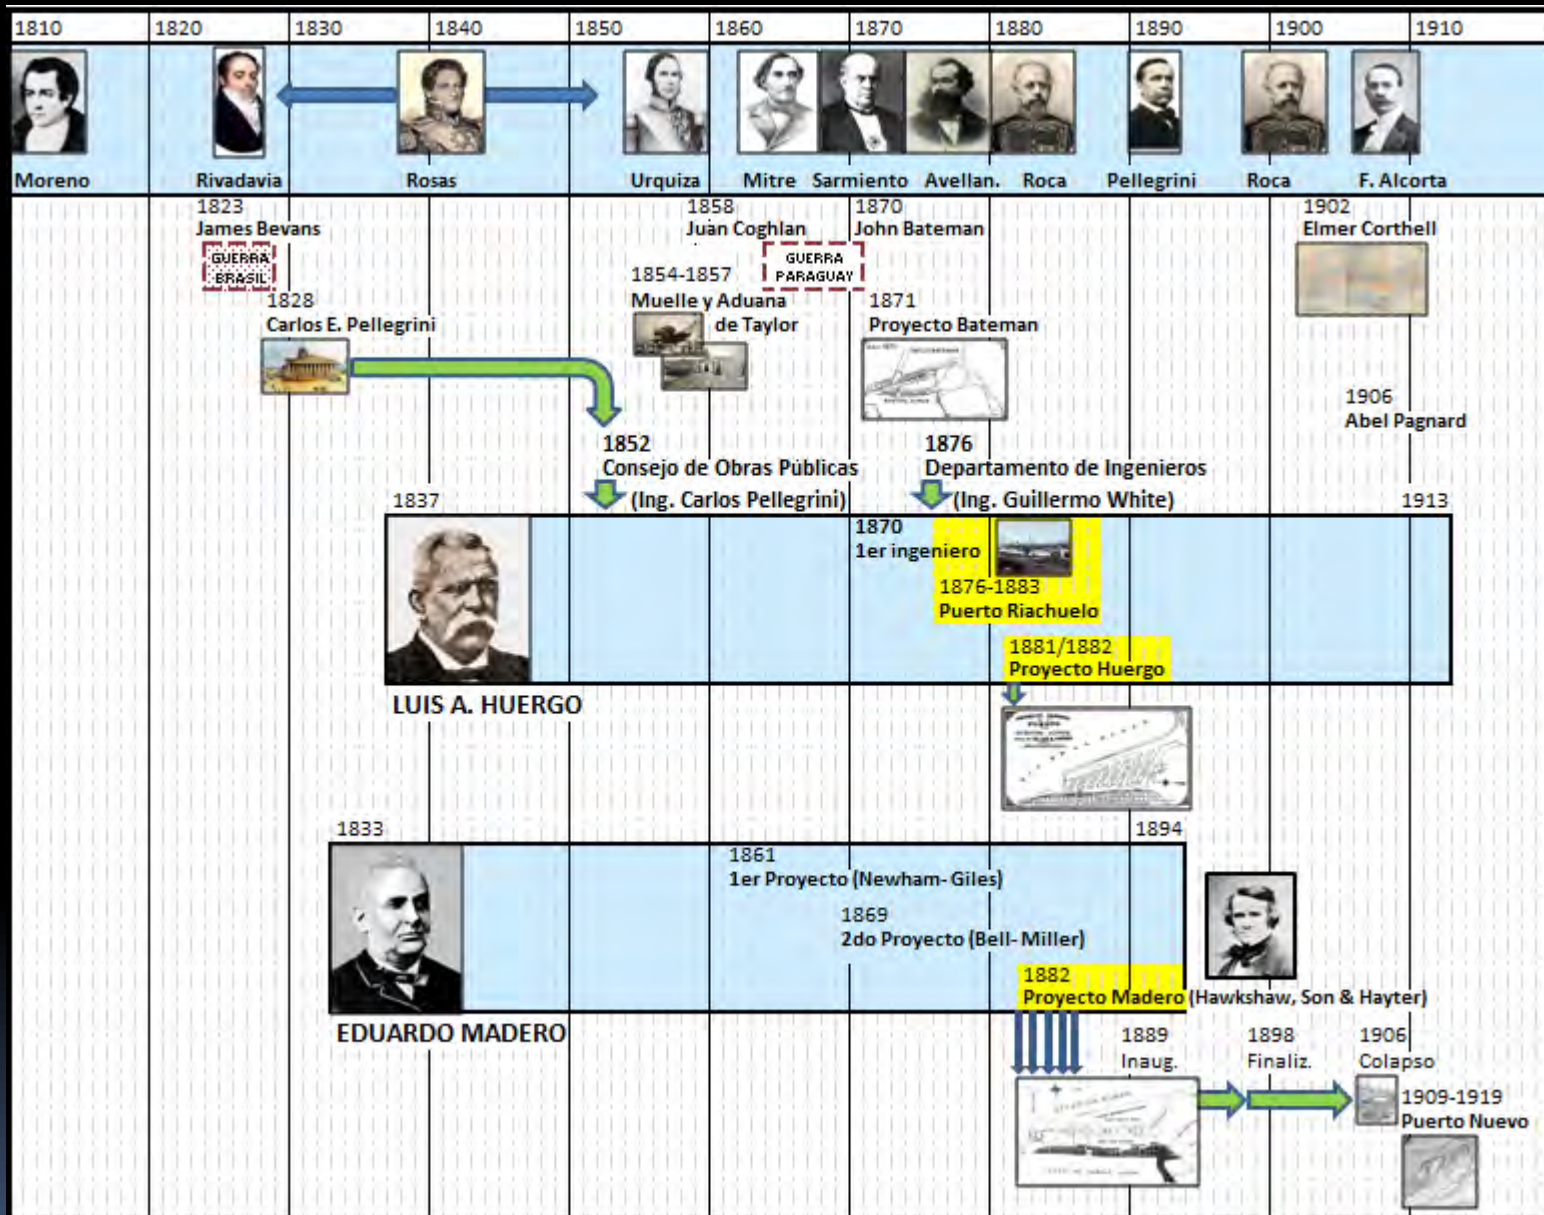 1810 1820 1830 1840 1850 1860 1870 1880 1890 1900 1910
Moreno Rivadavia Rosas Urquiza Mitre Sarmiento Avellan. Roca Pellegrini Roca F. Alcorta
1823
James Bevans
GUERRA
BRASIL
1828
Carlos E. Pellegrini
1858
Juan Coghlan
1854-1857
Muelle y Aduana
de Taylor
GUERRA
PARAGUAY
1870
John Bateman
1871
Proyecto Bateman
1902
Elmer Corthell
1906
Abel Pagnard
1852
Consejo de Obras Públicas
(Ing. Carlos Pellegrini)
1876
Departamento de Ingenieros
(Ing. Guillermo White)
1837 1913
1870
1er ingeniero
1876-1883
Puerto Riachuelo
1881/1882
Proyecto Huergo
LUIS A. HUERGO
1833 1894
1861
1er Proyecto (Newham- Giles)
1869
2do Proyecto (Bell- Miller)
1882
Proyecto Madero (Hawkshaw, Son & Hayter)
EDUARDO MADERO
1889
Inaug.
1898
Finaliz.
1906
Colapso
1909-1919
Puerto Nuevo